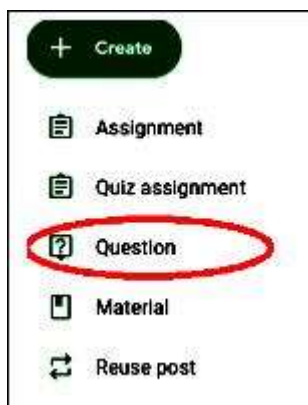 Create
Assignment
Quiz assignment
Question
Material
Reuse post